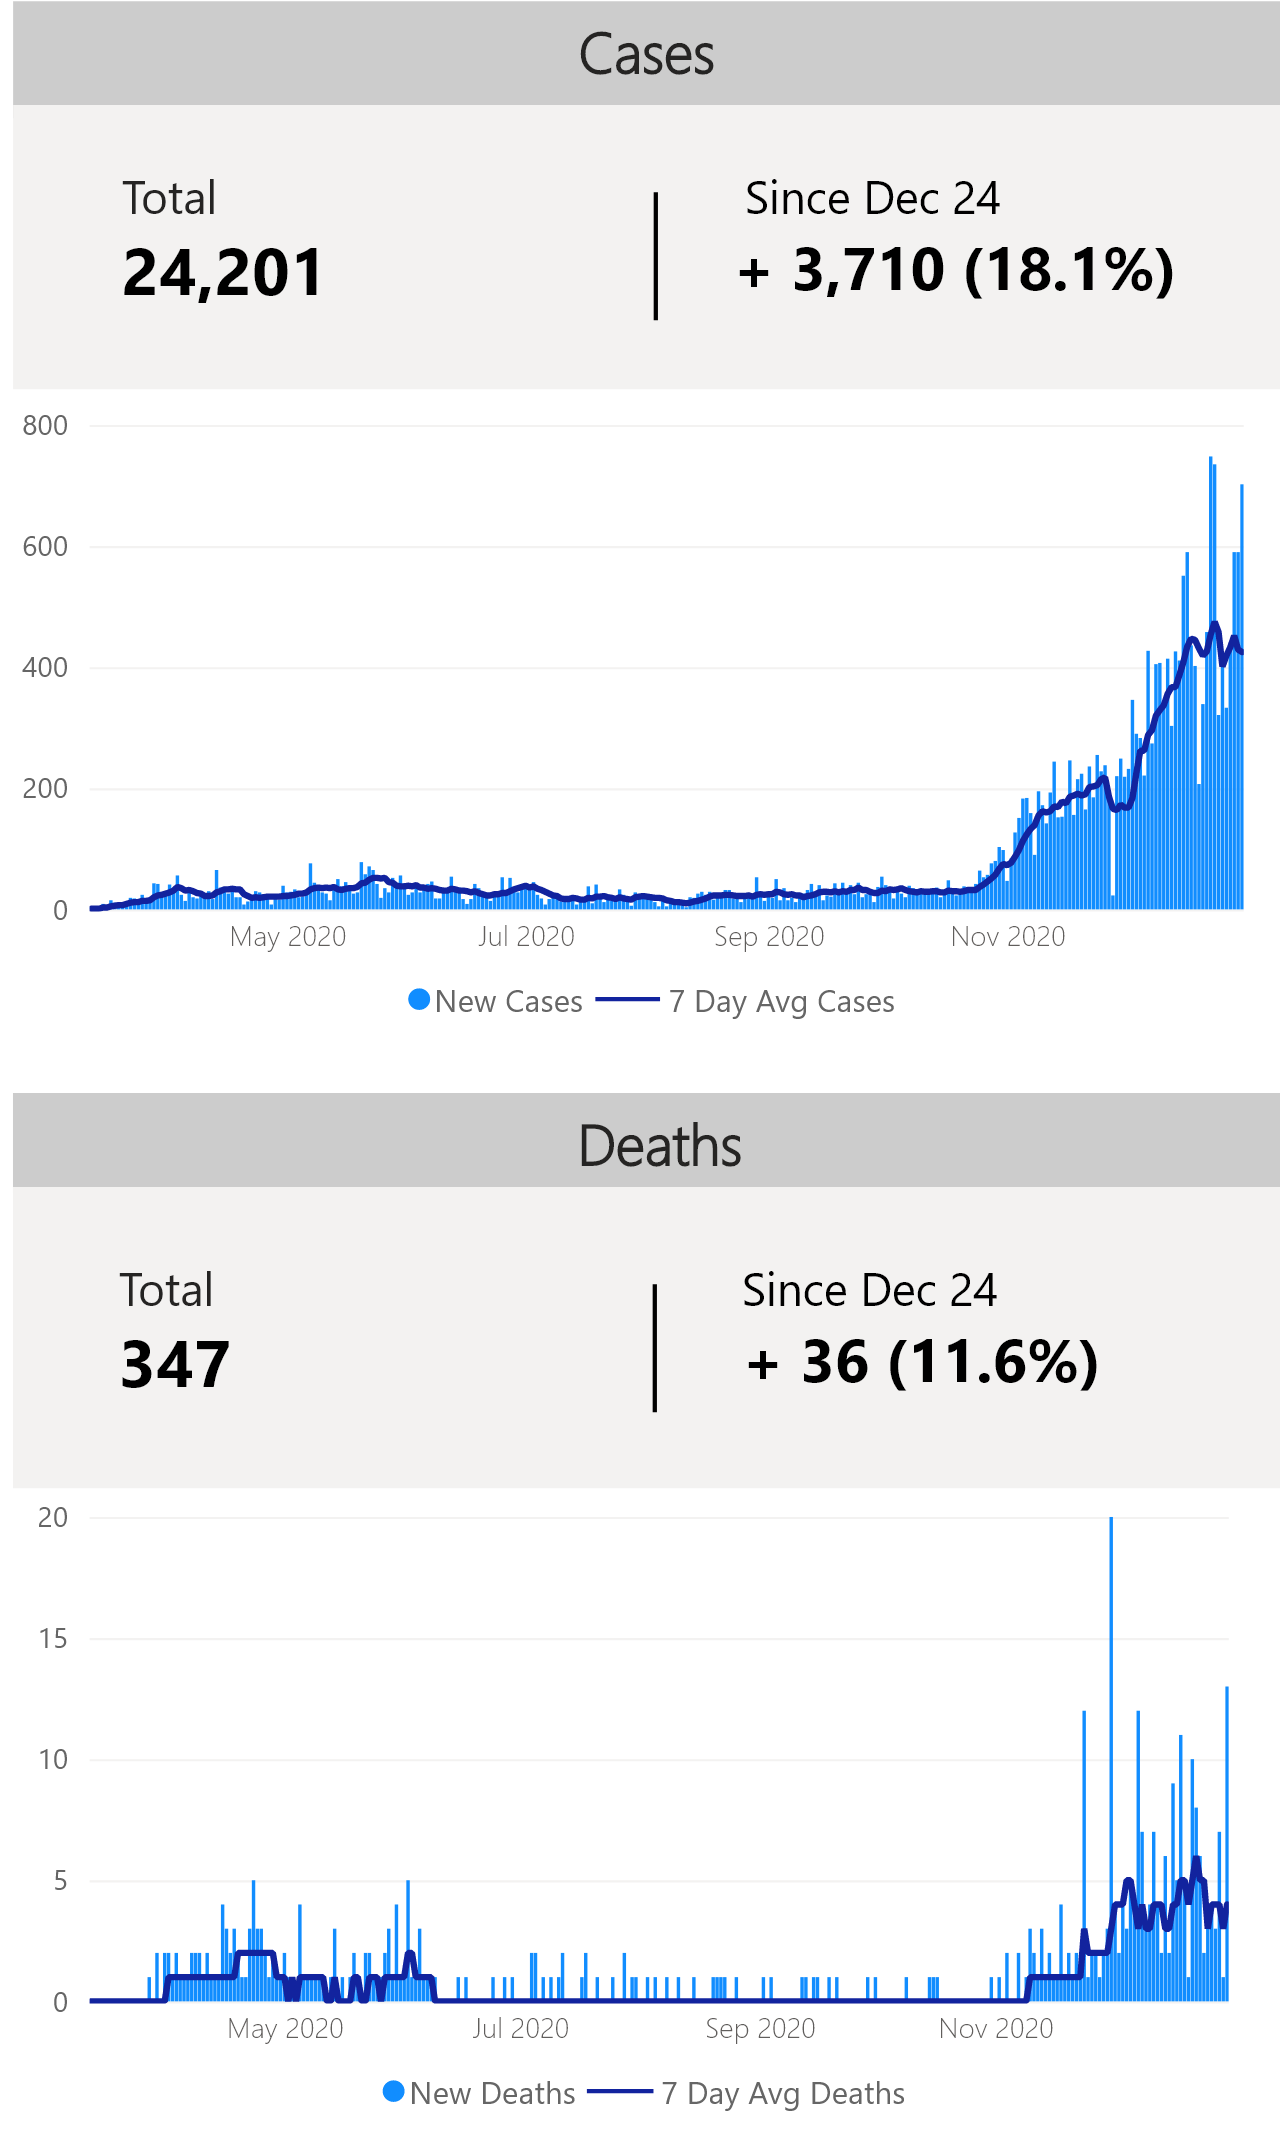 Cases
Total
Since Dec 24
24,201
+ 3,710 (18.1%)
800
600
400
200
0
May 2020 Jul 2020 Sep 2020 Nov 2020
New Cases 7 Day Avg Cases
Deaths
Total
Since Dec 24
347
+ 36 (11.6%)
20
15
10
5
0
May 2020 Jul 2020 Sep 2020 Nov 2020
New Deaths 7 Day Avg Deaths